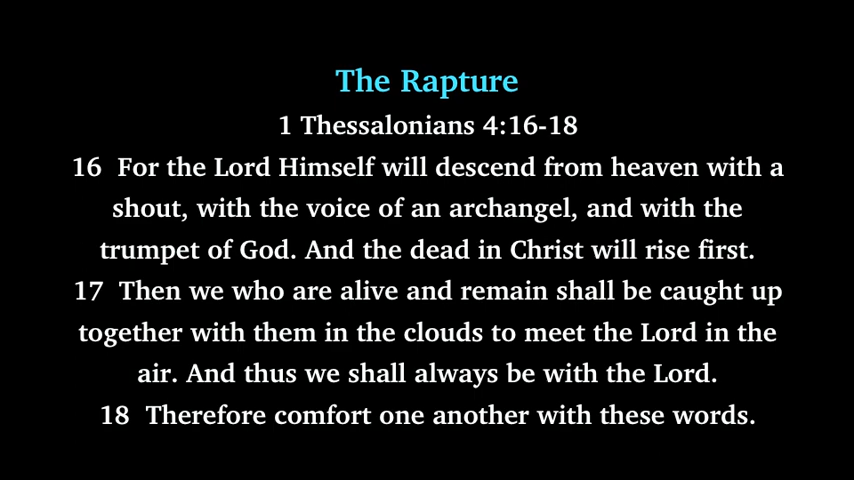 The Rapture
1 Thessalonians 4:16-18
16 For the Lord Himself will descend from heaven with a
shout, with the voice of an archangel, and with the
trumpet of God. And the dead in Christ will rise first.
17 Then we who are alive and remain shall be caught up
together with them in the clouds to meet the Lord in the
air. And thus we shall always be with the Lord.
18 Therefore comfort one another with these words.